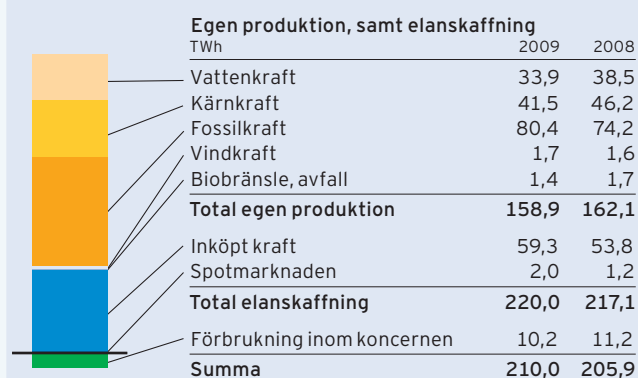 Egen produktion, samt elanskaffning
TWh 2009 2008
Vattenkraft 33,9 38,5
Kärnkraft 41,5 46,2
Fossilkraft 80,4 74,2
Vindkraft 1,7 1,6
Biobränsle, avfall 1,4 1,7
Total egen produktion 158,9 162,1
Inköpt kraft 59,3 53,8
Spotmarknaden 2,0 1,2
Total elanskaffning 220,0 217,1
Förbrukning inom koncernen 10,2 11,2
Summa 210,0 205,9